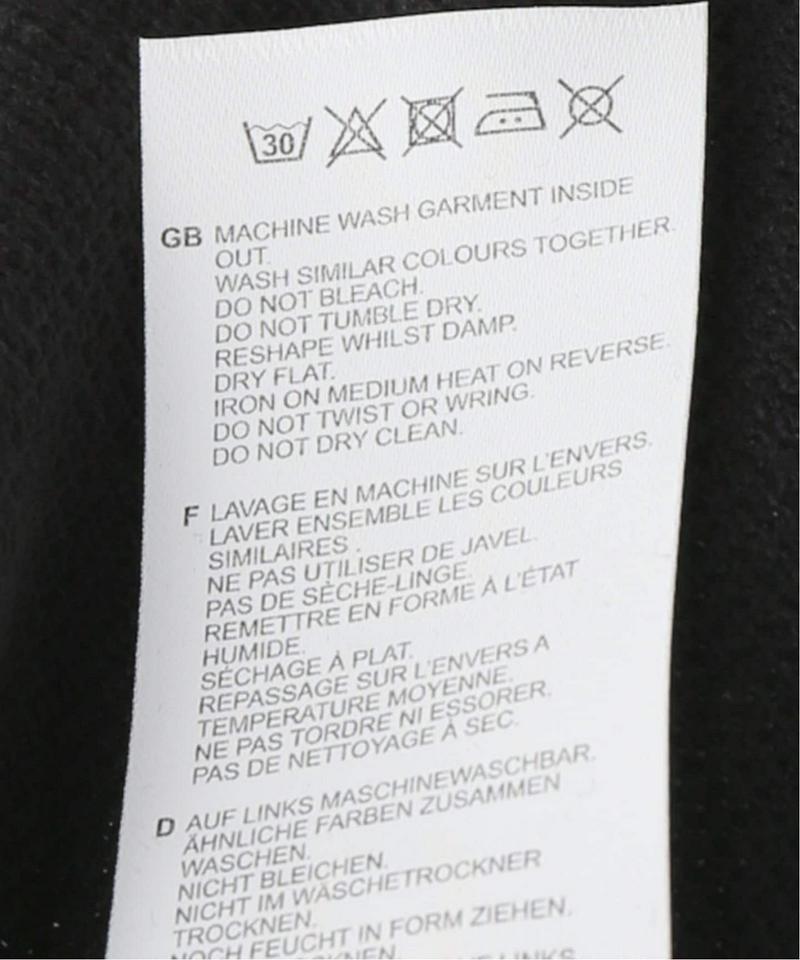 30
GB MACHINE WASH GARMENT INSIDE
OUT.
WASH SIMILAR COLOURS TOGETHER.
DO NOT BLEACH.
DO NOT TUMBLE DRY.
RESHAPE WHILST DAMP.
DRY FLAT.
IRON ON MEDIUM HEAT ON REVERSE.
DO NOT TWIST OR WRING.
DO NOT DRY CLEAN.
F LAVAGE EN MACHINE SUR L'ENVERS.
LAVER ENSEMBLE LES COULEURS
SIMILAIRES .
NE PAS UTILISER DE JAVEL.
PAS DE SÈCHE-LINGE.
REMETTRE EN FORME À L'ÉTAT
HUMIDE.
SÉCHAGE À PLAT.
REPASSAGE SUR L'ENVERS A
TEMPERATURE MOYENNE.
NE PAS TORDRE NI ESSORER.
PAS DE NETTOYAGE À SEC.
D AUF LINKS MASCHINEWASCHBAR.
ÄHNLICHE FARBEN ZUSAMMEN
WASCHEN.
NICHT BLEICHEN.
NICHT IM WÄSCHETROCKNER
TROCKNEN.
NOCH FEUCHT IN FORM ZIEHEN.
LINKS